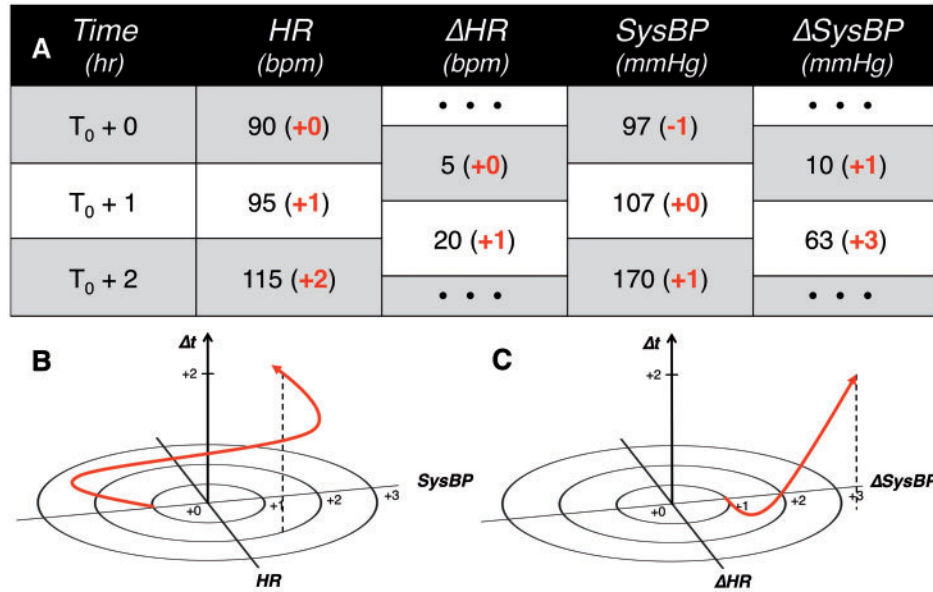 A
Time HR ΔHR SysBP ΔSysBP
(hr) (bpm) (bpm) (mmHg) (mmHg)
• • • • • •
T0 + 0 90 (+0) 97 (-1)
5 (+0) 10 (+1)
T0 + 1 95 (+1) 107 (+0)
20 (+1) 63 (+3)
T0 + 2 115 (+2) 170 (+1)
• • • • • •
B
Δt
+2
SysBP
+0 +1 +2 +3
HR
C
Δt
+2
ΔSysBP
+0 +1 +2 +3
ΔHR